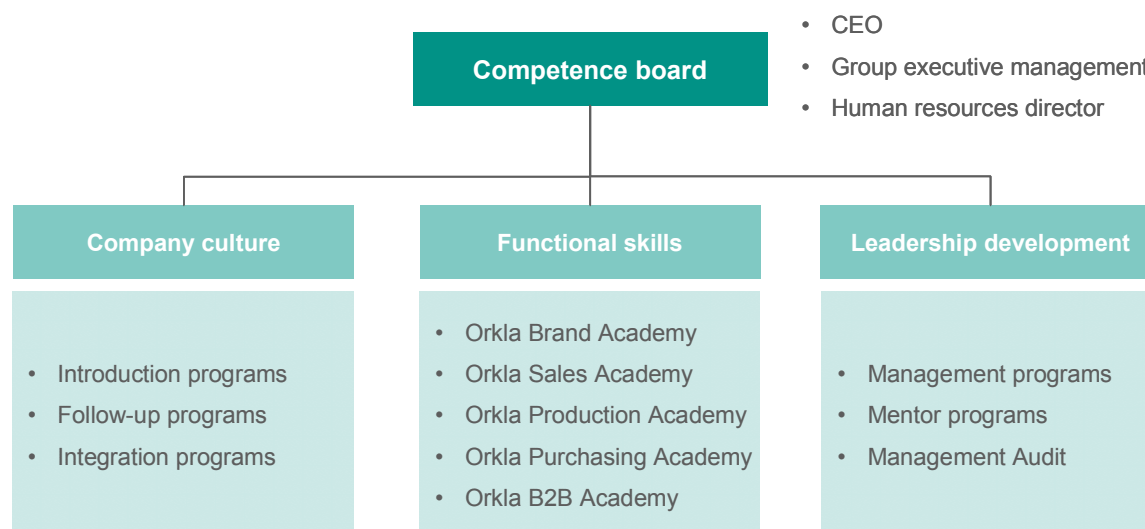 Competence board
• CEO
• Group executive management
• Human resources director
Company culture
• Introduction programs
• Follow-up programs
• Integration programs
Functional skills
• Orkla Brand Academy
• Orkla Sales Academy
• Orkla Production Academy
• Orkla Purchasing Academy
• Orkla B2B Academy
Leadership development
• Management programs
• Mentor programs
• Management Audit